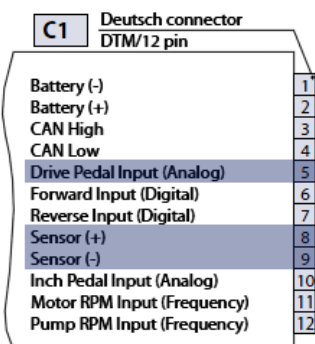 C1 Deutsch connector
DTM/12 pin
Battery (-) 1
Battery (+) 2
CAN High 3
CAN Low 4
Drive Pedal Input (Analog) 5
Forward Input (Digital) 6
Reverse Input (Digital) 7
Sensor (+) 8
Sensor (-) 9
Inch Pedal Input (Analog) 10
Motor RPM Input (Frequency) 11
Pump RPM Input (Frequency) 12